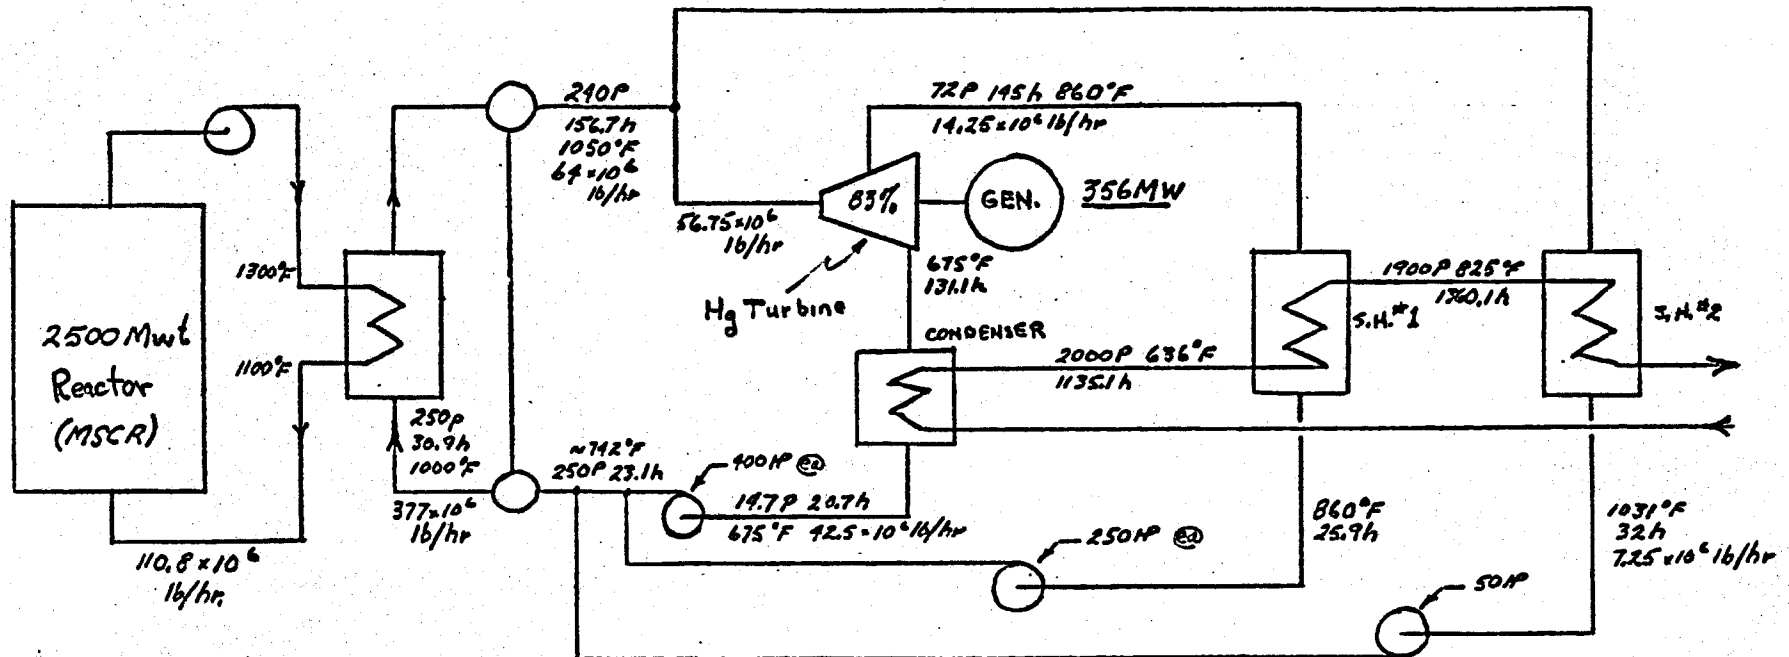 240P
156.7h
1050°F
64×10⁶
lb/hr
72P 145h 860°F
14.25×10⁶ lb/hr
83%
GEN.
356MW
56.75×10⁶
lb/hr
Hg Turbine
675°F
131.1h
1300°F
1100°F
2500 Mwt
Reactor
(MSCR)
110.8×10⁶
lb/hr.
250P
30.9h
1000°F
377×10⁶
lb/hr
≈742°F
250P 23.1h
400HP ea
19.7P 20.7h
675°F 42.5×10⁶ lb/hr
CONDENSER
2000P 636°F
1135.1h
S.H.#1
1900P 825°F
1360.1h
S.H.#2
250HP ea
860°F
25.9h
50HP
1031°F
32h
7.25×10⁶ lb/hr